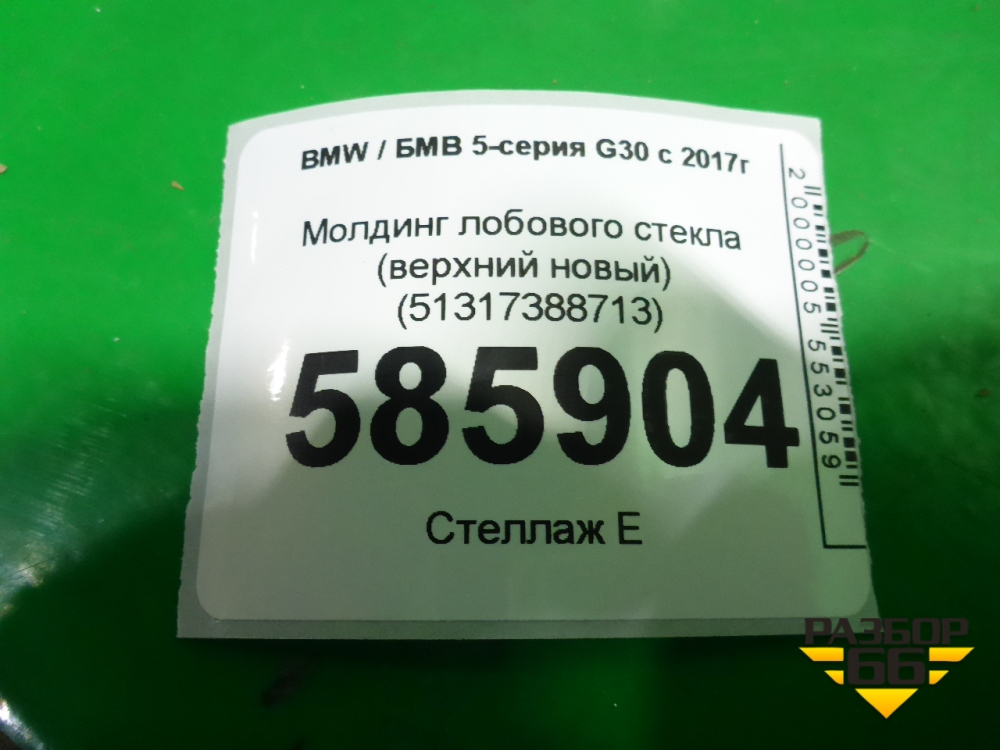 BMW / БМВ 5-серия G30 с 2017г
Молдинг лобового стекла
(верхний новый)
(51317388713)
585904
Стеллаж Е
2000005553059
РАЗБОР
66